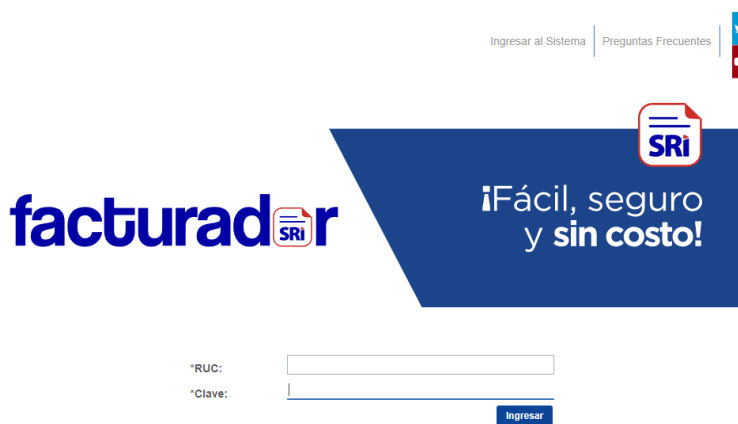 Ingresar al Sistema
Preguntas Frecuentes
SRi
facturador
SRi
¡Fácil, seguro
y sin costo!
*RUC:
*Clave:
Ingresar